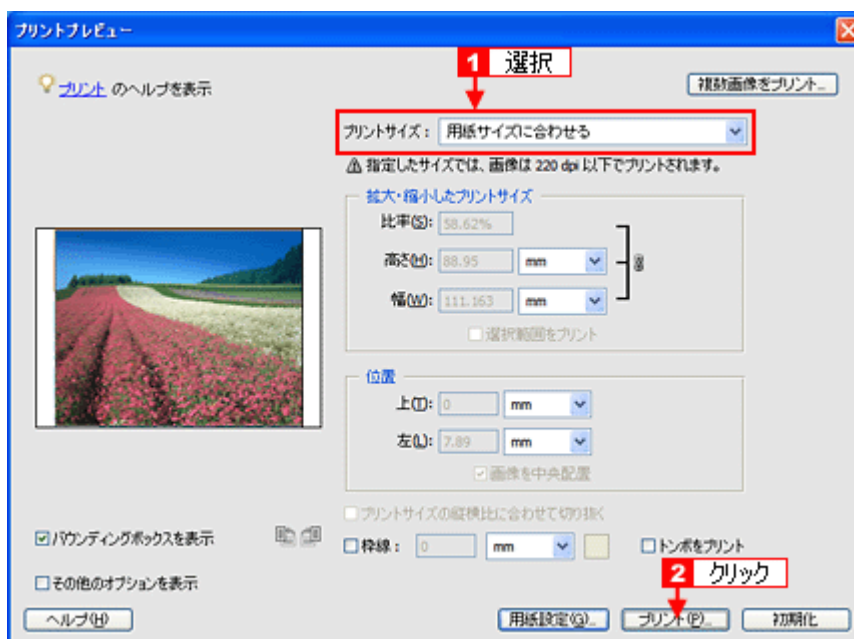 プリントプレビュー
1 選択
プリント のヘルプを表示
複数画像をプリント...
プリントサイズ： 用紙サイズに合わせる
指定したサイズでは、画像は 220 dpi 以下でプリントされます。
拡大・縮小したプリントサイズ
比率(S): 58.62%
高さ(H): 88.95 mm
幅(W): 111.163 mm
選択範囲をプリント
位置
上(T): 0 mm
左(L): 7.89 mm
画像を中央配置
プリントサイズの縦横比に合わせて切り抜く
バウンディングボックスを表示
枠線： 0 mm
トンボをプリント
2 クリック
その他のオプションを表示
ヘルプ(H)
用紙設定(G)...
プリント(P)...
初期化